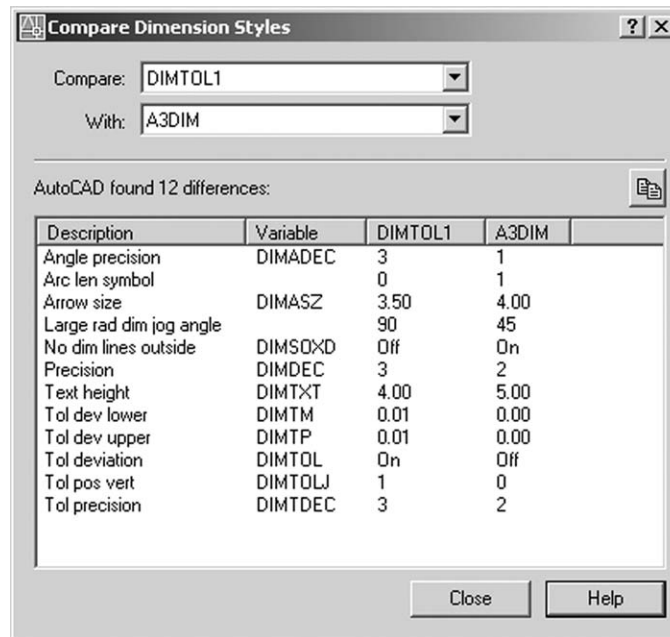 Compare Dimension Styles
Compare: DIMTOL1
With: A3DIM
AutoCAD found 12 differences:
Description Variable DIMTOL1 A3DIM
Angle precision DIMADEC 3 1
Arc len symbol 0 1
Arrow size DIMASZ 3.50 4.00
Large rad dim jog angle 90 45
No dim lines outside DIMSOXD Off On
Precision DIMDEC 3 2
Text height DIMTXT 4.00 5.00
Tol dev lower DIMTM 0.01 0.00
Tol dev upper DIMTP 0.01 0.00
Tol deviation DIMTOL On Off
Tol pos vert DIMTOLJ 1 0
Tol precision DIMTDEC 3 2
Close Help